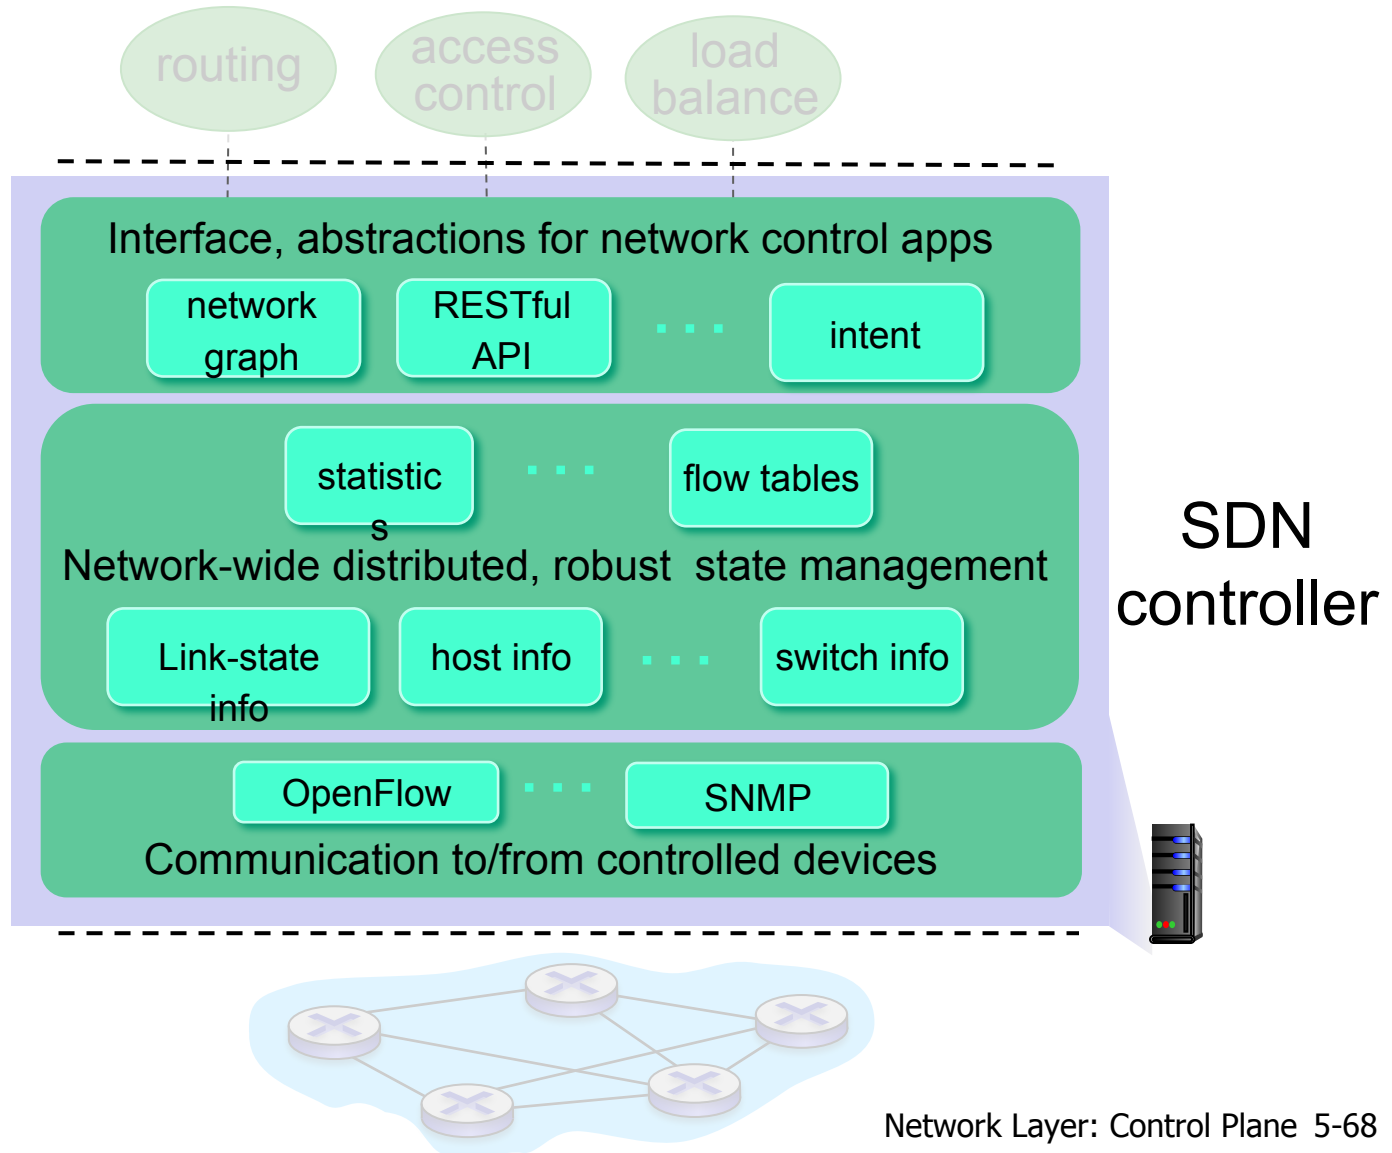 routing
access
control
load
balance
Interface, abstractions for network control apps
network
graph
RESTful
API
. . .
intent
statistic
s
. . .
flow tables
Network-wide distributed, robust  state management
Link-state
info
host info
. . .
switch info
OpenFlow
. . .
SNMP
Communication to/from controlled devices
SDN
controller
Network Layer: Control Plane 5-68